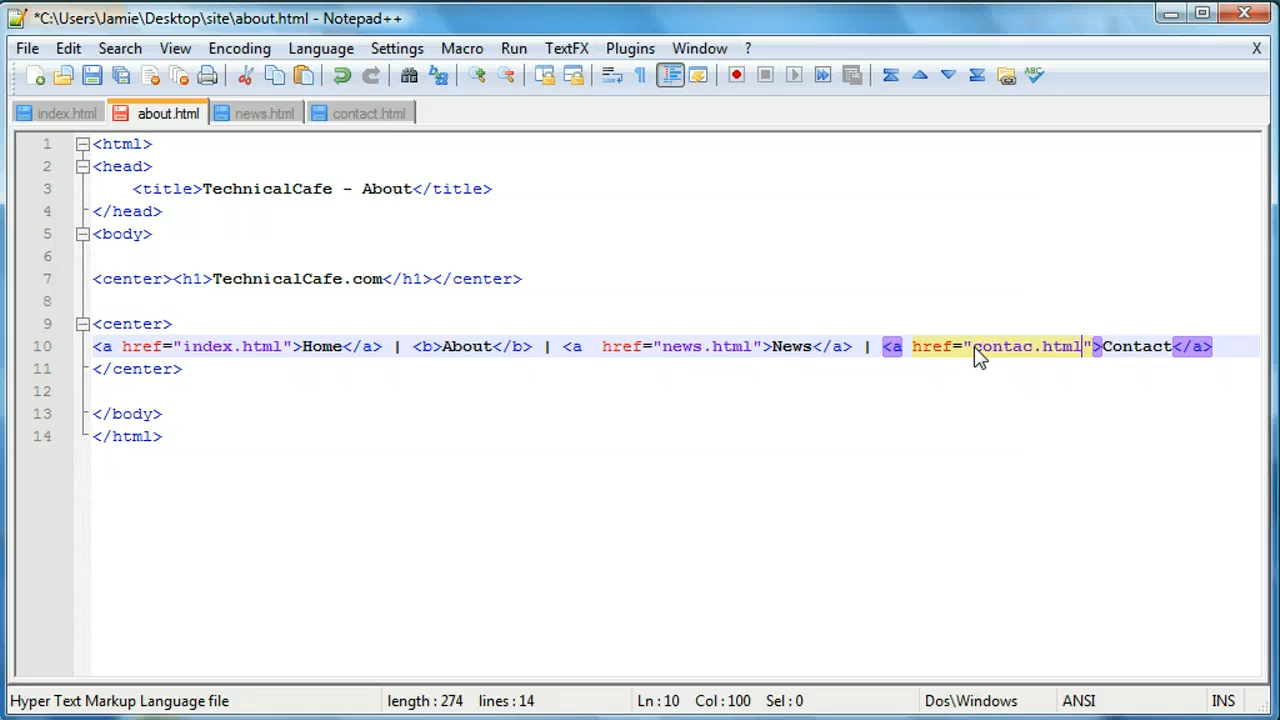 *C:\Users\Jamie\Desktop\site\about.html - Notepad++
File Edit Search View Encoding Language Settings Macro Run TextFX Plugins Window ? X
ABC
index.html about.html news.html contact.html
1 <html>
2 <head>
3 <title>TechnicalCafe - About</title>
4 </head>
5 <body>
6
7 <center><h1>TechnicalCafe.com</h1></center>
8
9 <center>
10 <a href="index.html">Home</a> | <b>About</b> | <a  href="news.html">News</a> | <a href="contac.html">Contact</a>
11 </center>
12
13 </body>
14 </html>
Hyper Text Markup Language file length : 274 lines : 14 Ln : 10 Col : 100 Sel : 0 Dos\Windows ANSI INS